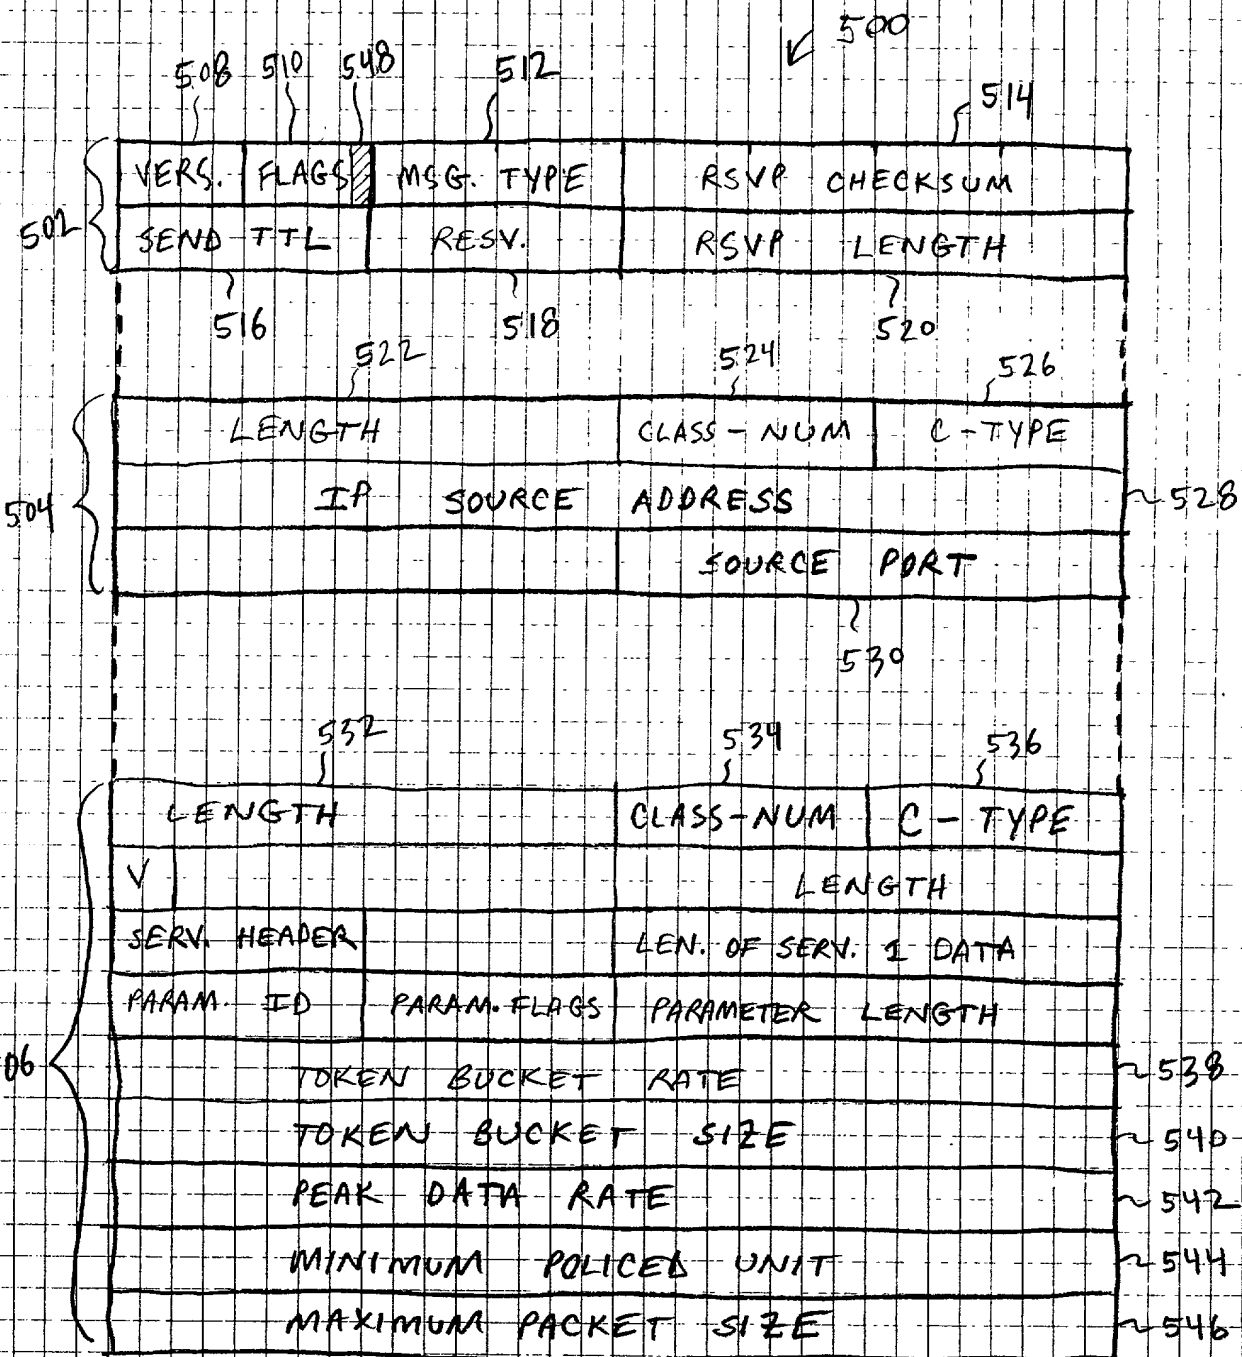 500
508 510 548 512 514
VERS. FLAGS MSG. TYPE RSVP CHECKSUM
502
SEND TTL RESV. RSVP LENGTH
516 518 520
522 524 526
LENGTH CLASS-NUM C-TYPE
504
IP SOURCE ADDRESS 528
SOURCE PORT
530
532 534 536
LENGTH CLASS-NUM C-TYPE
V LENGTH
SERV. HEADER LEN. OF SERV. 1 DATA
PARAM. ID PARAM. FLAGS PARAMETER LENGTH
06
TOKEN BUCKET RATE 538
TOKEN BUCKET SIZE 540
PEAK DATA RATE 542
MINIMUM POLICED UNIT 544
MAXIMUM PACKET SIZE 546